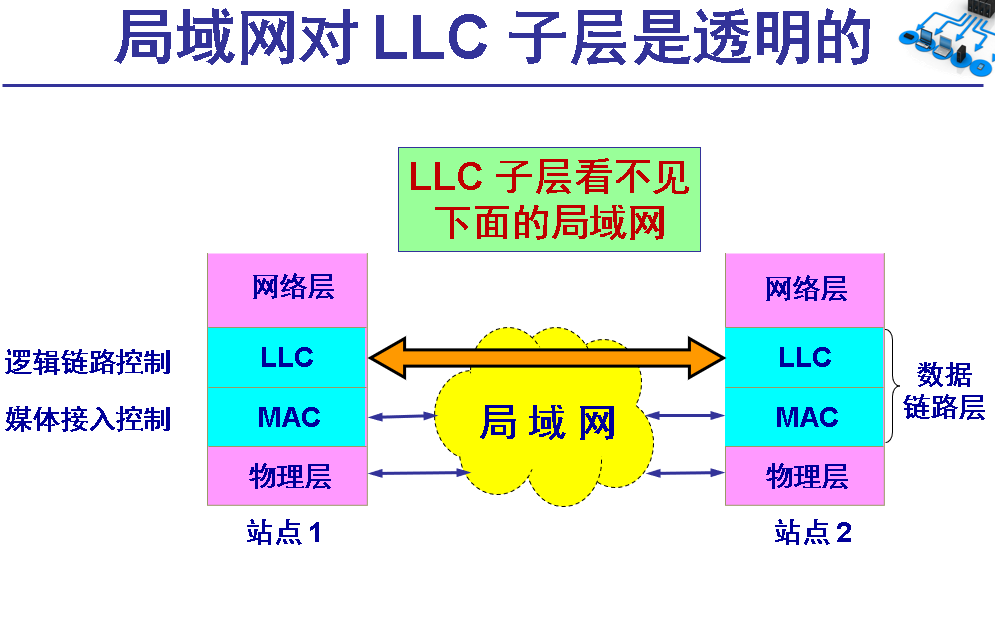 局域网对 LLC 子层是透明的
LLC 子层看不见
下面的局域网
网络层
网络层
逻辑链路控制
LLC
LLC
数据
链路层
媒体接入控制
MAC
局 域 网
MAC
物理层
物理层
站点 1
站点 2